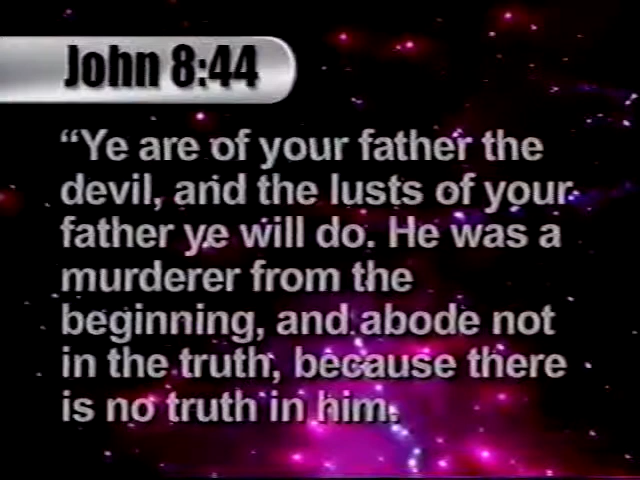 John 8:44
“Ye are of your father the
devil, and the lusts of your
father ye will do. He was a
murderer from the
beginning, and abode not
in the truth, because there
is no truth in him.